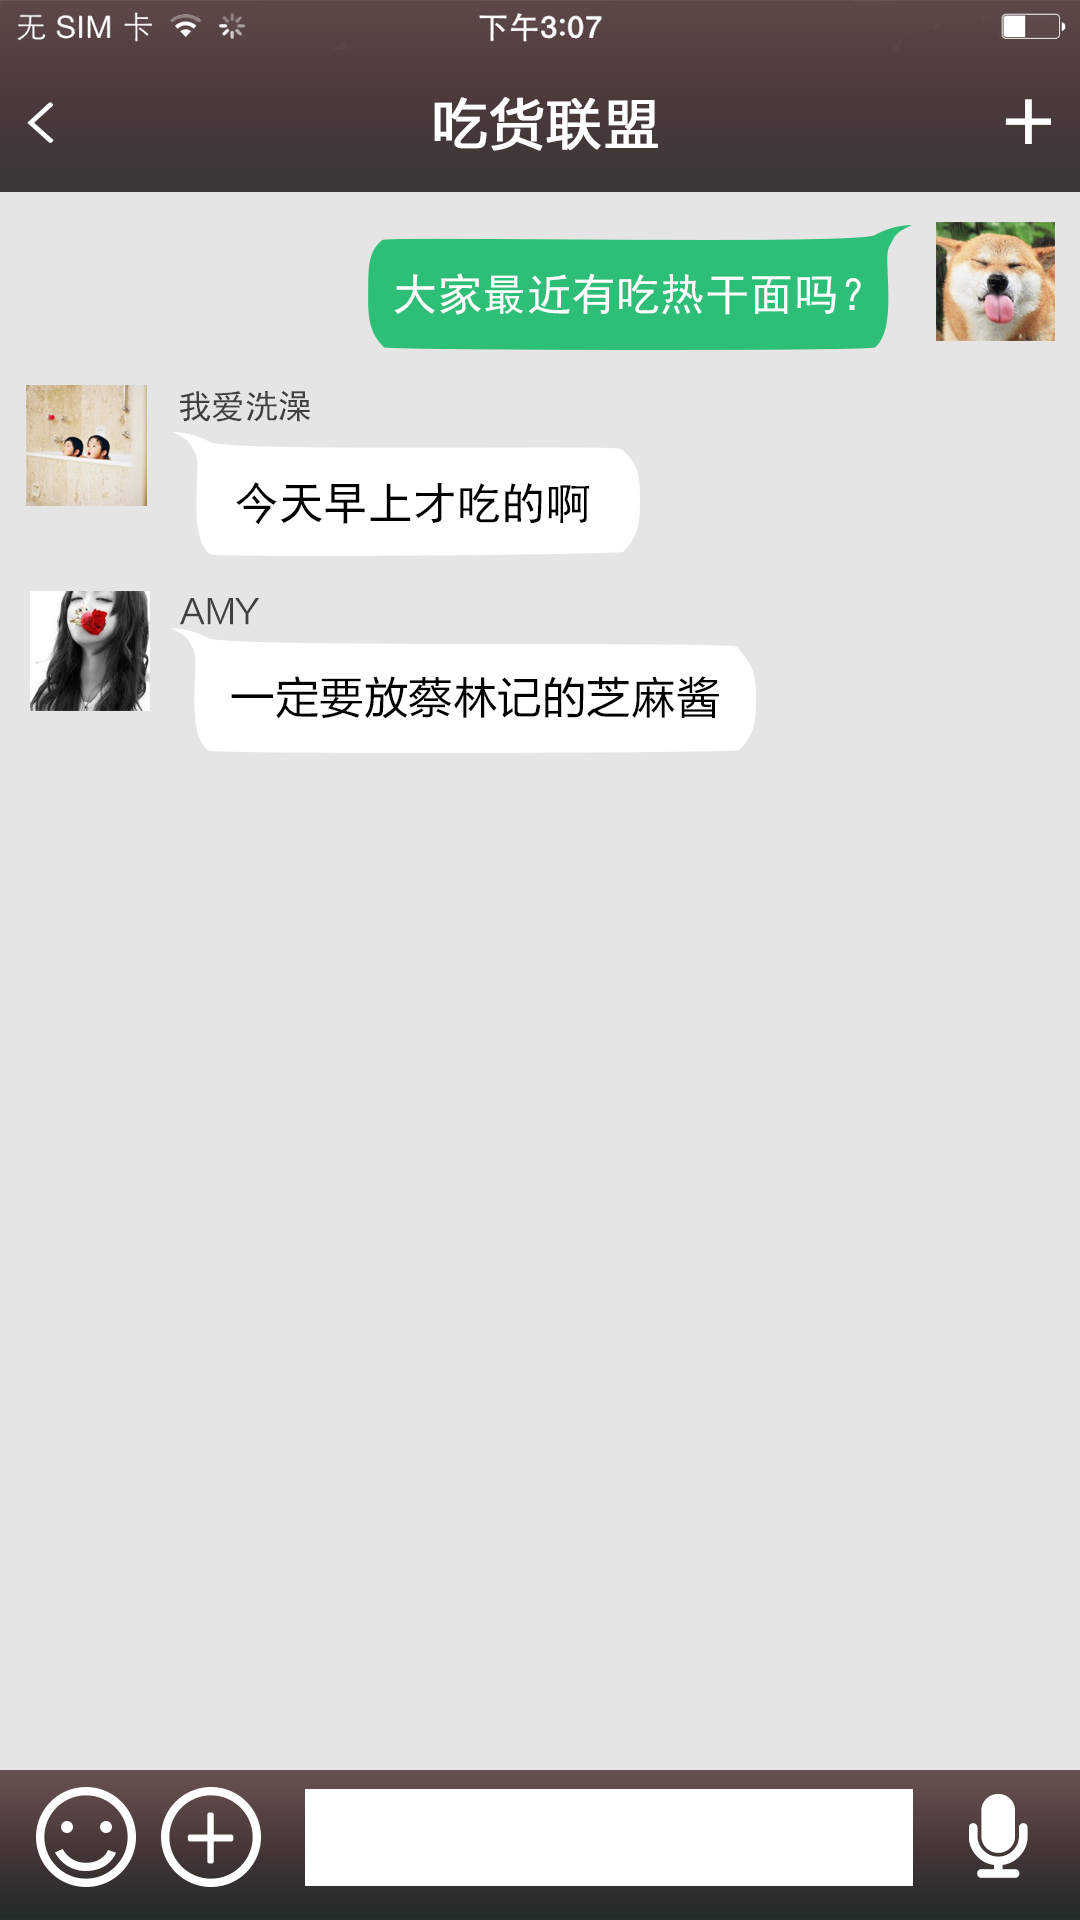 无 SIM 卡
下午3:07
吃货联盟
大家最近有吃热干面吗？
我爱洗澡
今天早上才吃的啊
AMY
一定要放蔡林记的芝麻酱